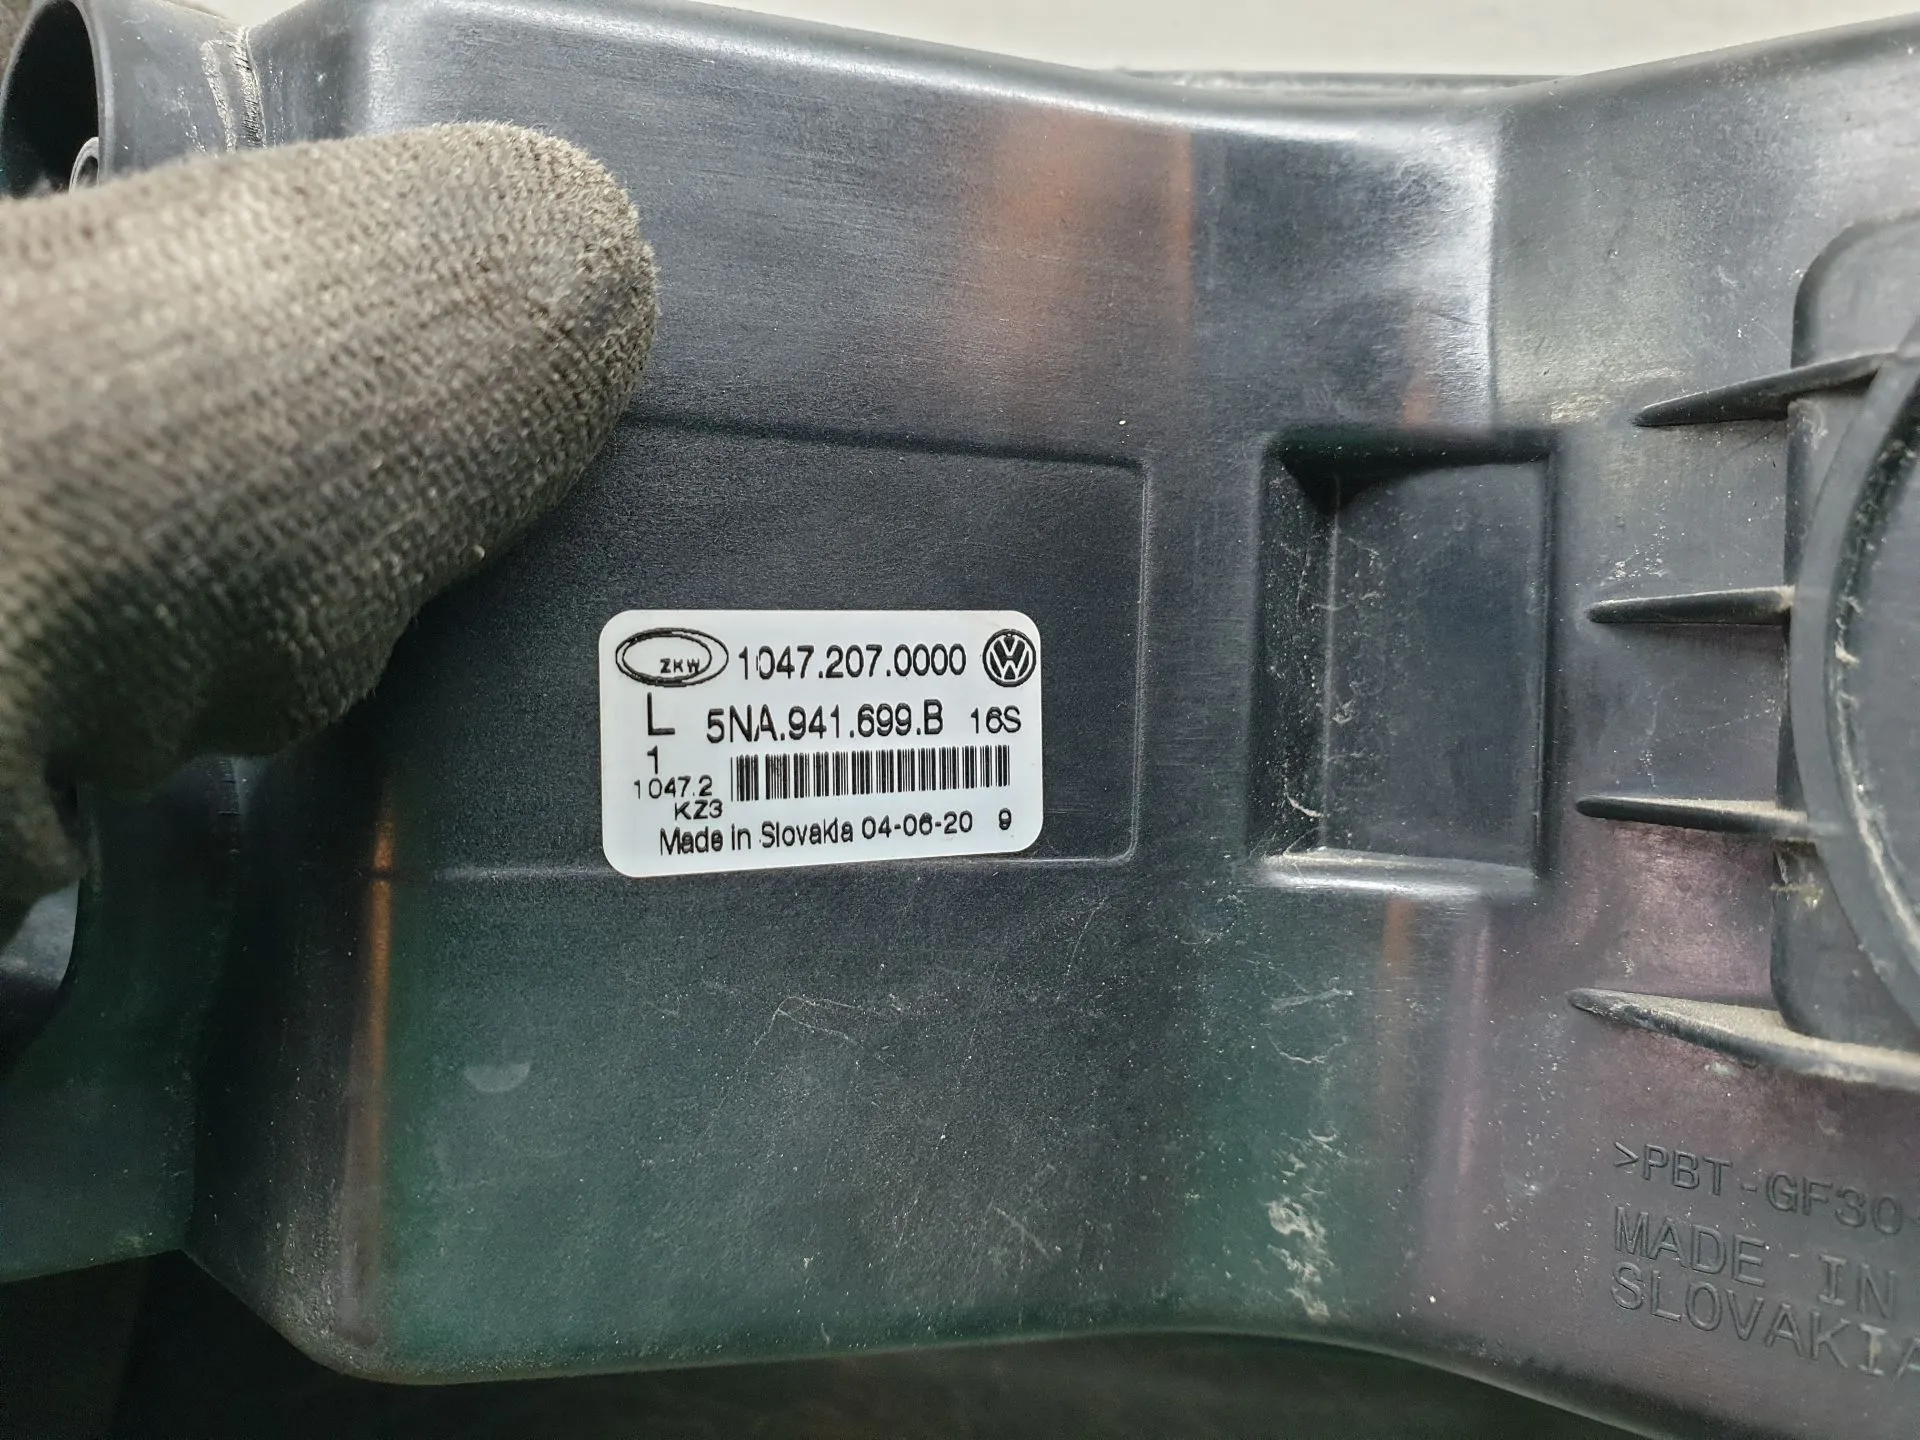 ZKW 1047.207.0000 VW
L 5NA.941.699.B 16S
1
1047.2
KZ3
Made in Slovakia 04-06-20 9
>PBT-GF30
MADE IN
SLOVAKIA